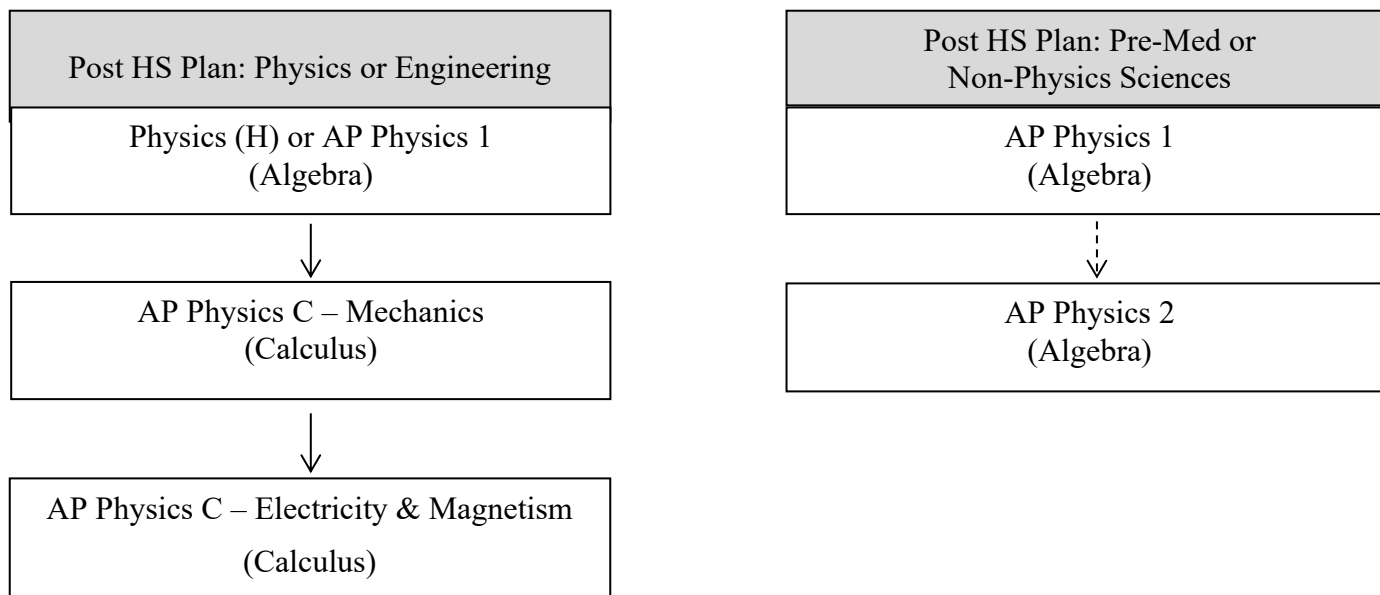 Post HS Plan: Physics or Engineering
Physics (H) or AP Physics 1
(Algebra)
AP Physics C – Mechanics
(Calculus)
AP Physics C – Electricity & Magnetism
(Calculus)
Post HS Plan: Pre-Med or
Non-Physics Sciences
AP Physics 1
(Algebra)
AP Physics 2
(Algebra)